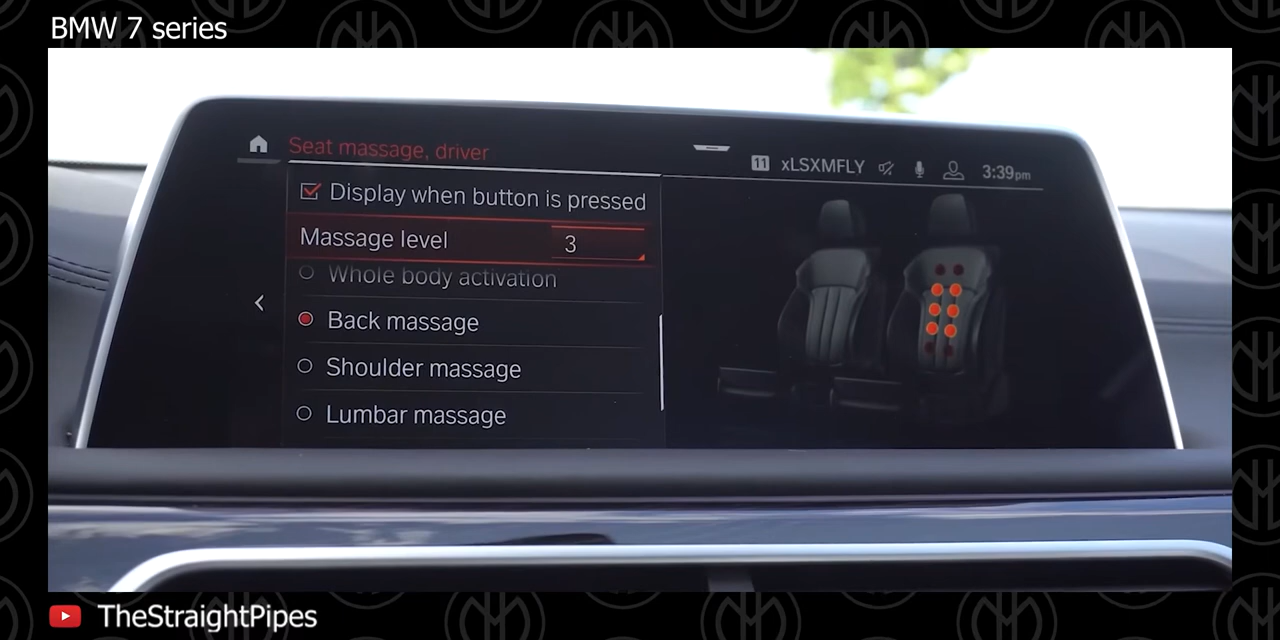 BMW 7 series
Seat massage, driver
11 xLSXMFLY 3:39pm
Display when button is pressed
Massage level 3
Whole body activation
Back massage
Shoulder massage
Lumbar massage
TheStraightPipes